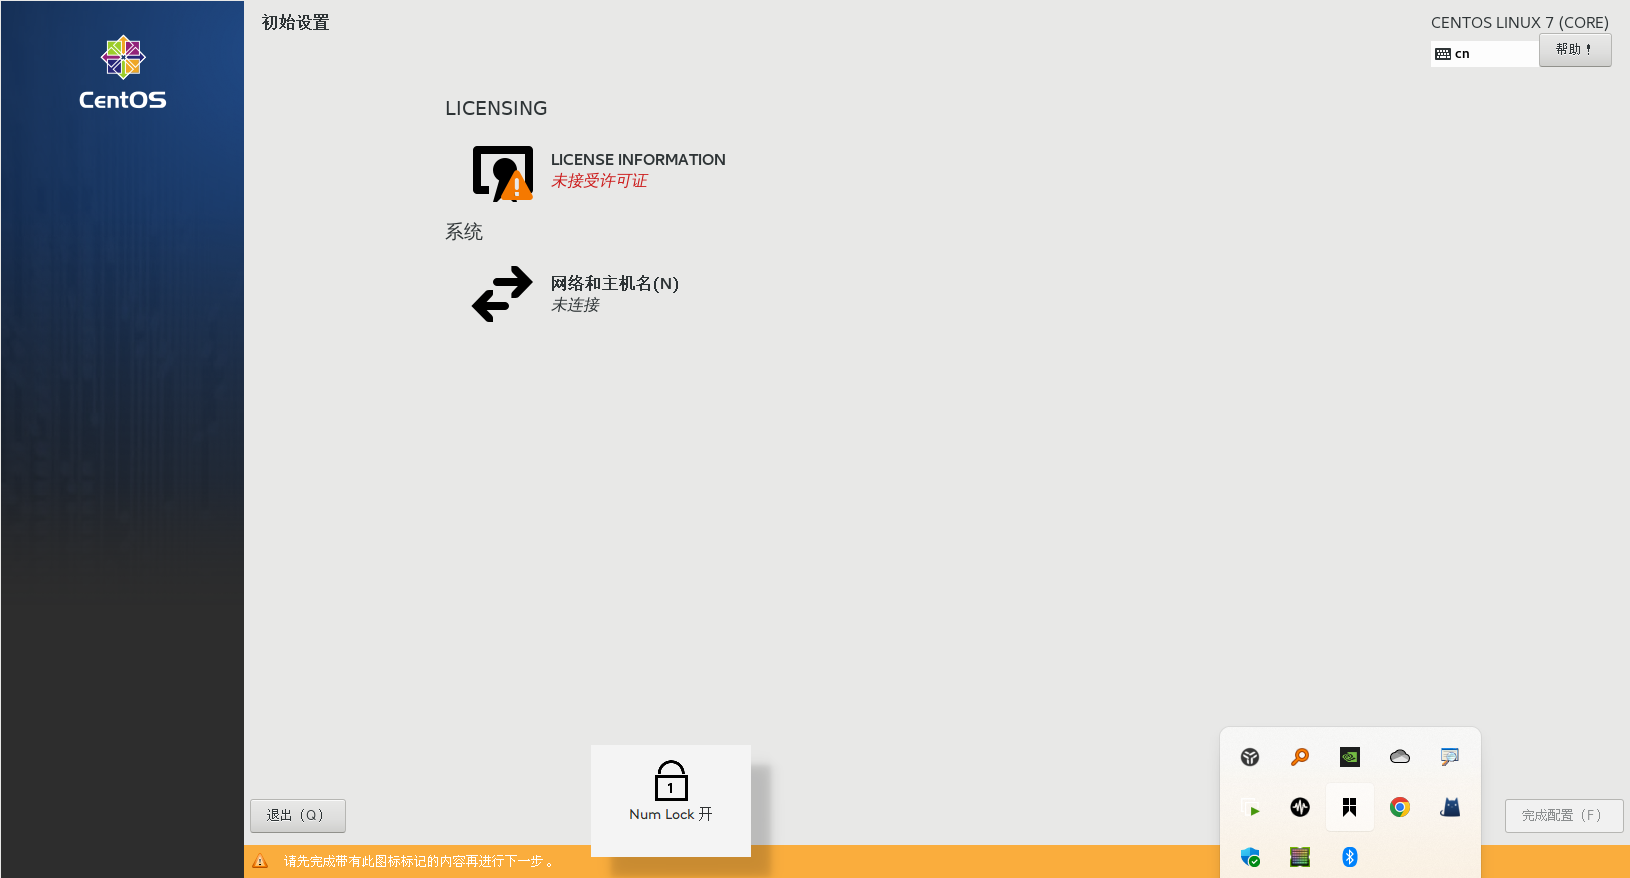 初始设置
CENTOS LINUX 7 (CORE)
cn
帮助！
CentOS
LICENSING
LICENSE INFORMATION
未接受许可证
系统
网络和主机名(N)
未连接
1
Num Lock 开
退出（Q）
完成配置（F）
请先完成带有此图标标记的内容再进行下一步。